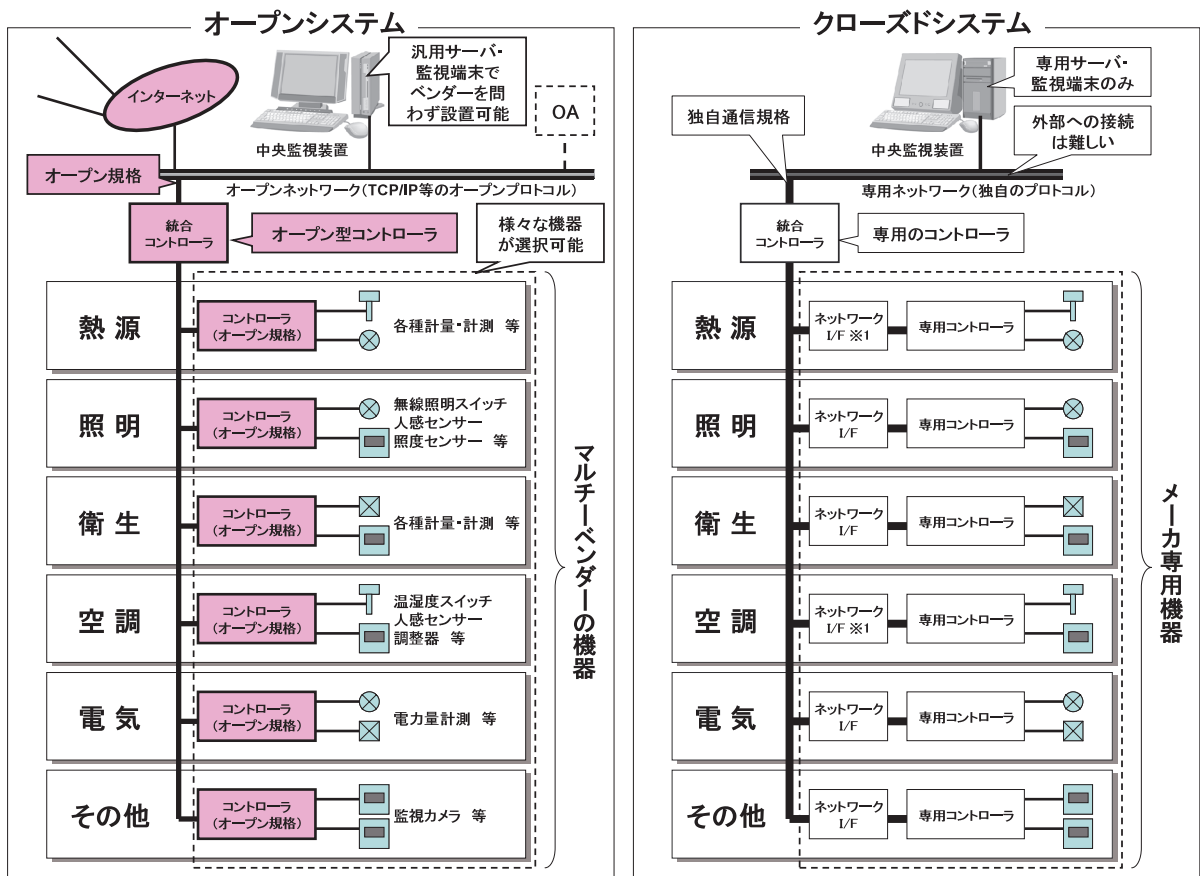 オープンシステム
インターネット
汎用サーバ・
監視端末で
ベンダーを問
わず設置可能
OA
中央監視装置
オープン規格
オープンネットワーク(TCP/IP等のオープンプロトコル)
統合
コントローラ
オープン型コントローラ
様々な機器
が選択可能
熱源
コントローラ
(オープン規格)
各種計量・計測 等
照明
コントローラ
(オープン規格)
無線照明スイッチ
人感センサー
照度センサー 等
衛生
コントローラ
(オープン規格)
各種計量・計測 等
空調
コントローラ
(オープン規格)
温湿度スイッチ
人感センサー
調整器 等
電気
コントローラ
(オープン規格)
電力量計測 等
その他
コントローラ
(オープン規格)
監視カメラ 等
マルチーベンダーの機器
クローズドシステム
専用サーバ・
監視端末のみ
独自通信規格
外部への接続
は難しい
中央監視装置
専用ネットワーク(独自のプロトコル)
統合
コントローラ
専用のコントローラ
熱源
ネットワーク
I/F ※1
専用コントローラ
照明
ネットワーク
I/F
専用コントローラ
衛生
ネットワーク
I/F
専用コントローラ
空調
ネットワーク
I/F ※1
専用コントローラ
電気
ネットワーク
I/F
専用コントローラ
その他
ネットワーク
I/F
専用コントローラ
メーカ専用機器